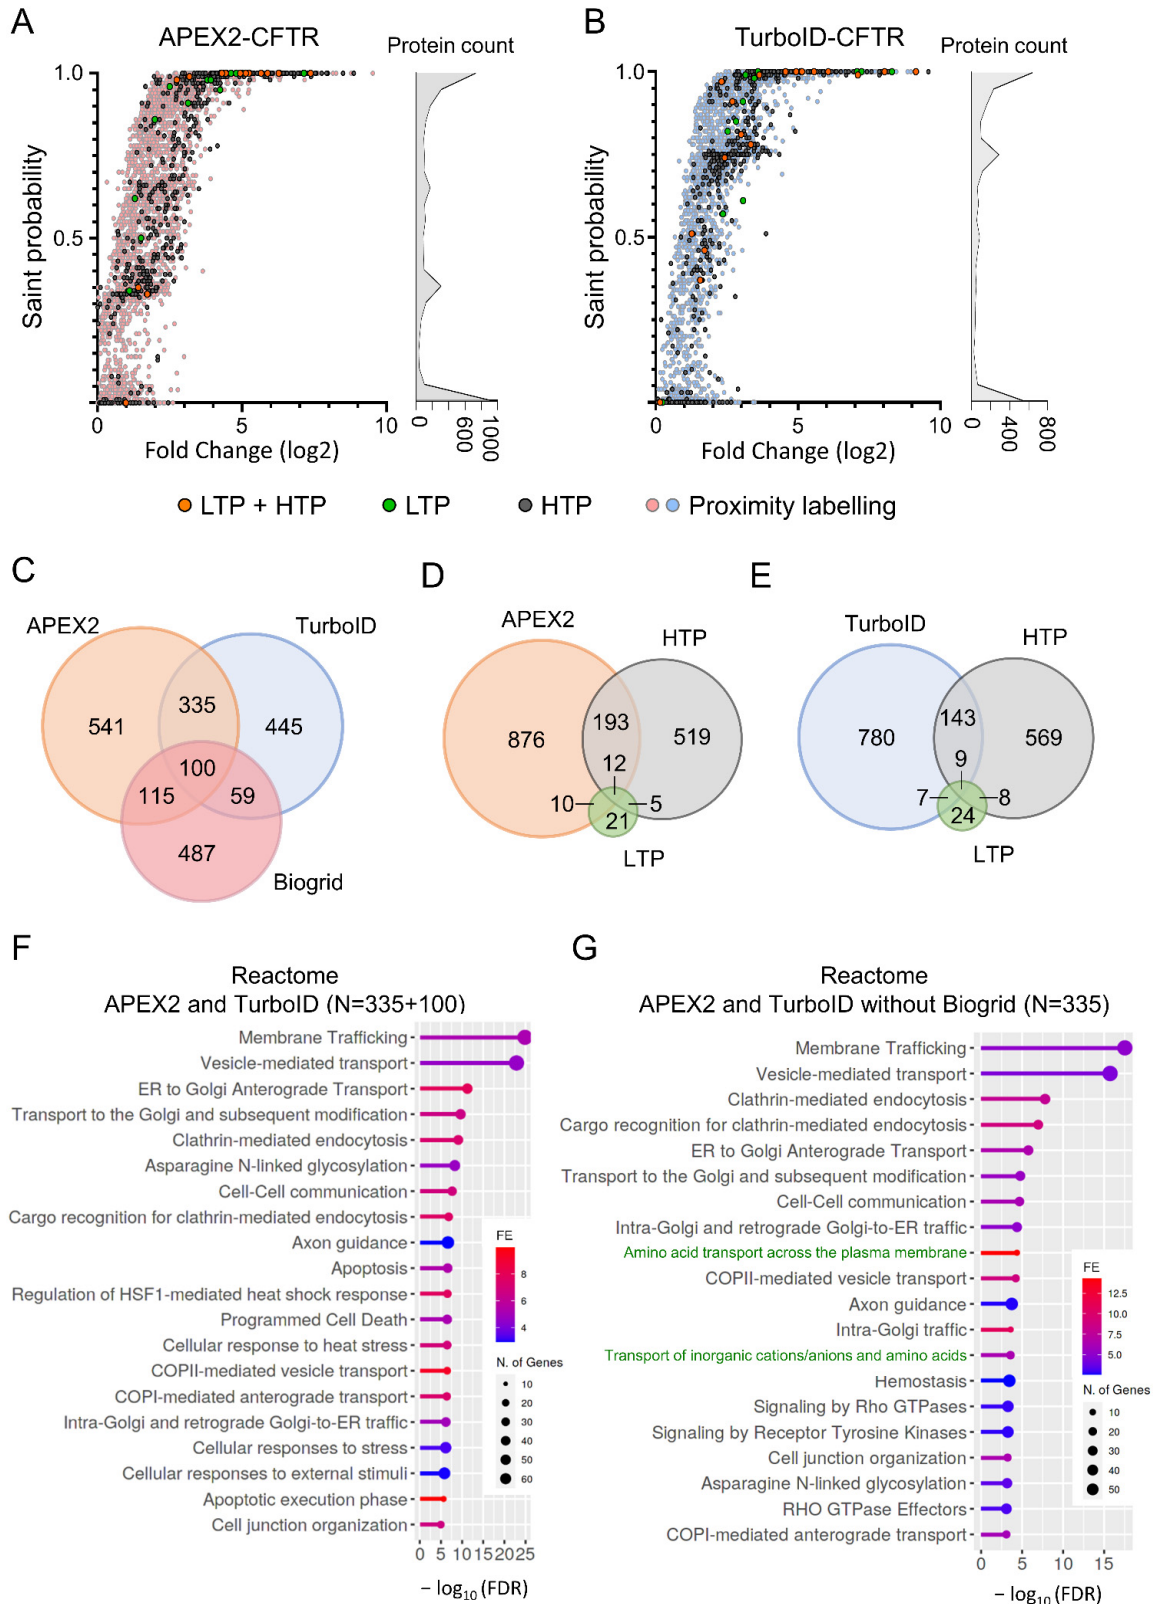 A
APEX2-CFTR
Protein count
1.0
0.5
Saint probability
0
5
10
Fold Change (log2)
0
600
1000
B
TurboID-CFTR
Protein count
1.0
0.5
Saint probability
0
5
10
Fold Change (log2)
0
400
800
LTP + HTP
LTP
HTP
Proximity labelling
C
APEX2
TurboID
335
541
445
100
115
59
487
Biogrid
D
APEX2
HTP
193
876
519
12
10
5
21
LTP
E
TurboID
HTP
143
780
569
9
7
8
24
LTP
F
Reactome
APEX2 and TurboID (N=335+100)
Membrane Trafficking
Vesicle-mediated transport
ER to Golgi Anterograde Transport
Transport to the Golgi and subsequent modification
Clathrin-mediated endocytosis
Asparagine N-linked glycosylation
Cell-Cell communication
Cargo recognition for clathrin-mediated endocytosis
Axon guidance
Apoptosis
Regulation of HSF1-mediated heat shock response
Programmed Cell Death
Cellular response to heat stress
COPII-mediated vesicle transport
COPI-mediated anterograde transport
Intra-Golgi and retrograde Golgi-to-ER traffic
Cellular responses to stress
Cellular responses to external stimuli
Apoptotic execution phase
Cell junction organization
FE
8
6
4
N. of Genes
10
20
30
40
50
60
0 5 10 15 20 25
− log10 (FDR)
G
Reactome
APEX2 and TurboID without Biogrid (N=335)
Membrane Trafficking
Vesicle-mediated transport
Clathrin-mediated endocytosis
Cargo recognition for clathrin-mediated endocytosis
ER to Golgi Anterograde Transport
Transport to the Golgi and subsequent modification
Cell-Cell communication
Intra-Golgi and retrograde Golgi-to-ER traffic
Amino acid transport across the plasma membrane
COPII-mediated vesicle transport
Axon guidance
Intra-Golgi traffic
Transport of inorganic cations/anions and amino acids
Hemostasis
Signaling by Rho GTPases
Signaling by Receptor Tyrosine Kinases
Cell junction organization
Asparagine N-linked glycosylation
RHO GTPase Effectors
COPI-mediated anterograde transport
FE
12.5
10.0
7.5
5.0
N. of Genes
10
20
30
40
50
0 5 10 15
− log10 (FDR)